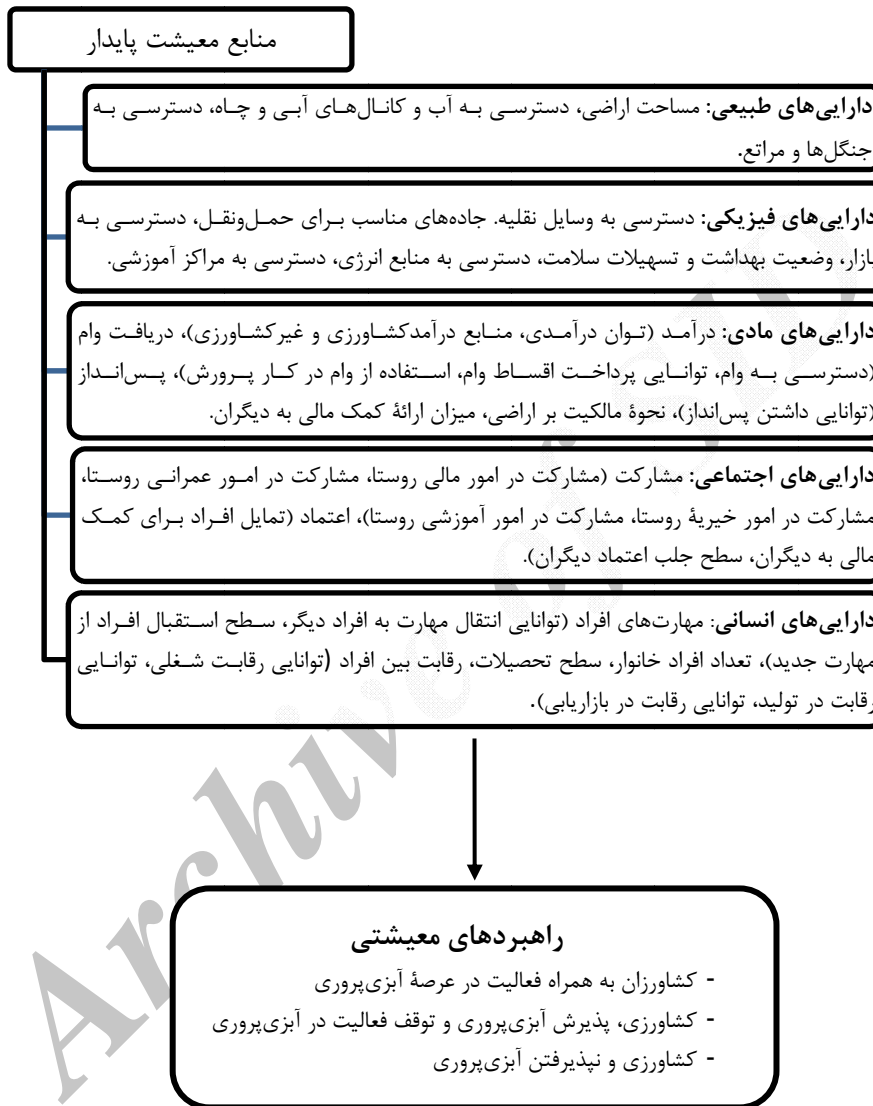 منابع معیشت پایدار
دارایی‌های طبیعی: مساحت اراضی، دسترسی به آب و کانال‌های آبی و چاه، دسترسی به
جنگل‌ها و مراتع.
دارایی‌های فیزیکی: دسترسی به وسایل نقلیه. جاده‌های مناسب برای حمل‌ونقل، دسترسی به
بازار، وضعیت بهداشت و تسهیلات سلامت، دسترسی به منابع انرژی، دسترسی به مراکز آموزشی.
دارایی‌های مادی: درآمد (توان درآمدی، منابع درآمدکشاورزی و غیرکشاورزی)، دریافت وام
(دسترسی به وام، توانایی پرداخت اقساط وام، استفاده از وام در کار پرورش)، پس‌انداز
(توانایی داشتن پس‌انداز)، نحوۀ مالکیت بر اراضی، میزان ارائۀ کمک مالی به دیگران.
دارایی‌های اجتماعی: مشارکت (مشارکت در امور مالی روستا، مشارکت در امور عمرانی روستا،
مشارکت در امور خیریۀ روستا، مشارکت در امور آموزشی روستا)، اعتماد (تمایل افراد برای کمک
مالی به دیگران، سطح جلب اعتماد دیگران).
دارایی‌های انسانی: مهارت‌های افراد (توانایی انتقال مهارت به افراد دیگر، سطح استقبال افراد از
مهارت جدید)، تعداد افراد خانوار، سطح تحصیلات، رقابت بین افراد (توانایی رقابت شغلی، توانایی
رقابت در تولید، توانایی رقابت در بازاریابی).
راهبردهای معیشتی
- کشاورزان به همراه فعالیت در عرصۀ آبزی‌پروری
- کشاورزی، پذیرش آبزی‌پروری و توقف فعالیت در آبزی‌پروری
- کشاورزی و نپذیرفتن آبزی‌پروری
Archive of SID